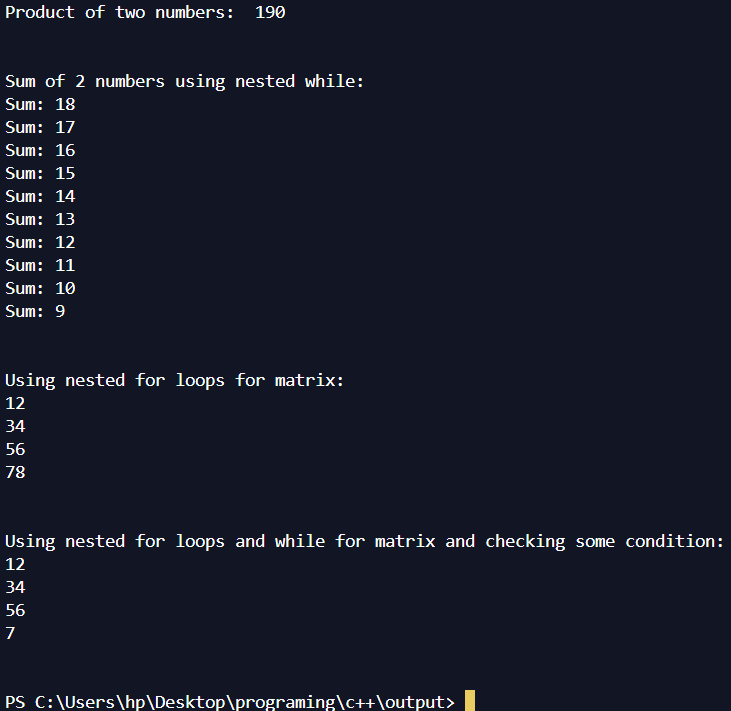 Product of two numbers:  190
Sum of 2 numbers using nested while:
Sum: 18
Sum: 17
Sum: 16
Sum: 15
Sum: 14
Sum: 13
Sum: 12
Sum: 11
Sum: 10
Sum: 9
Using nested for loops for matrix:
12
34
56
78
Using nested for loops and while for matrix and checking some condition:
12
34
56
7
PS C:\Users\hp\Desktop\programing\c++\output>